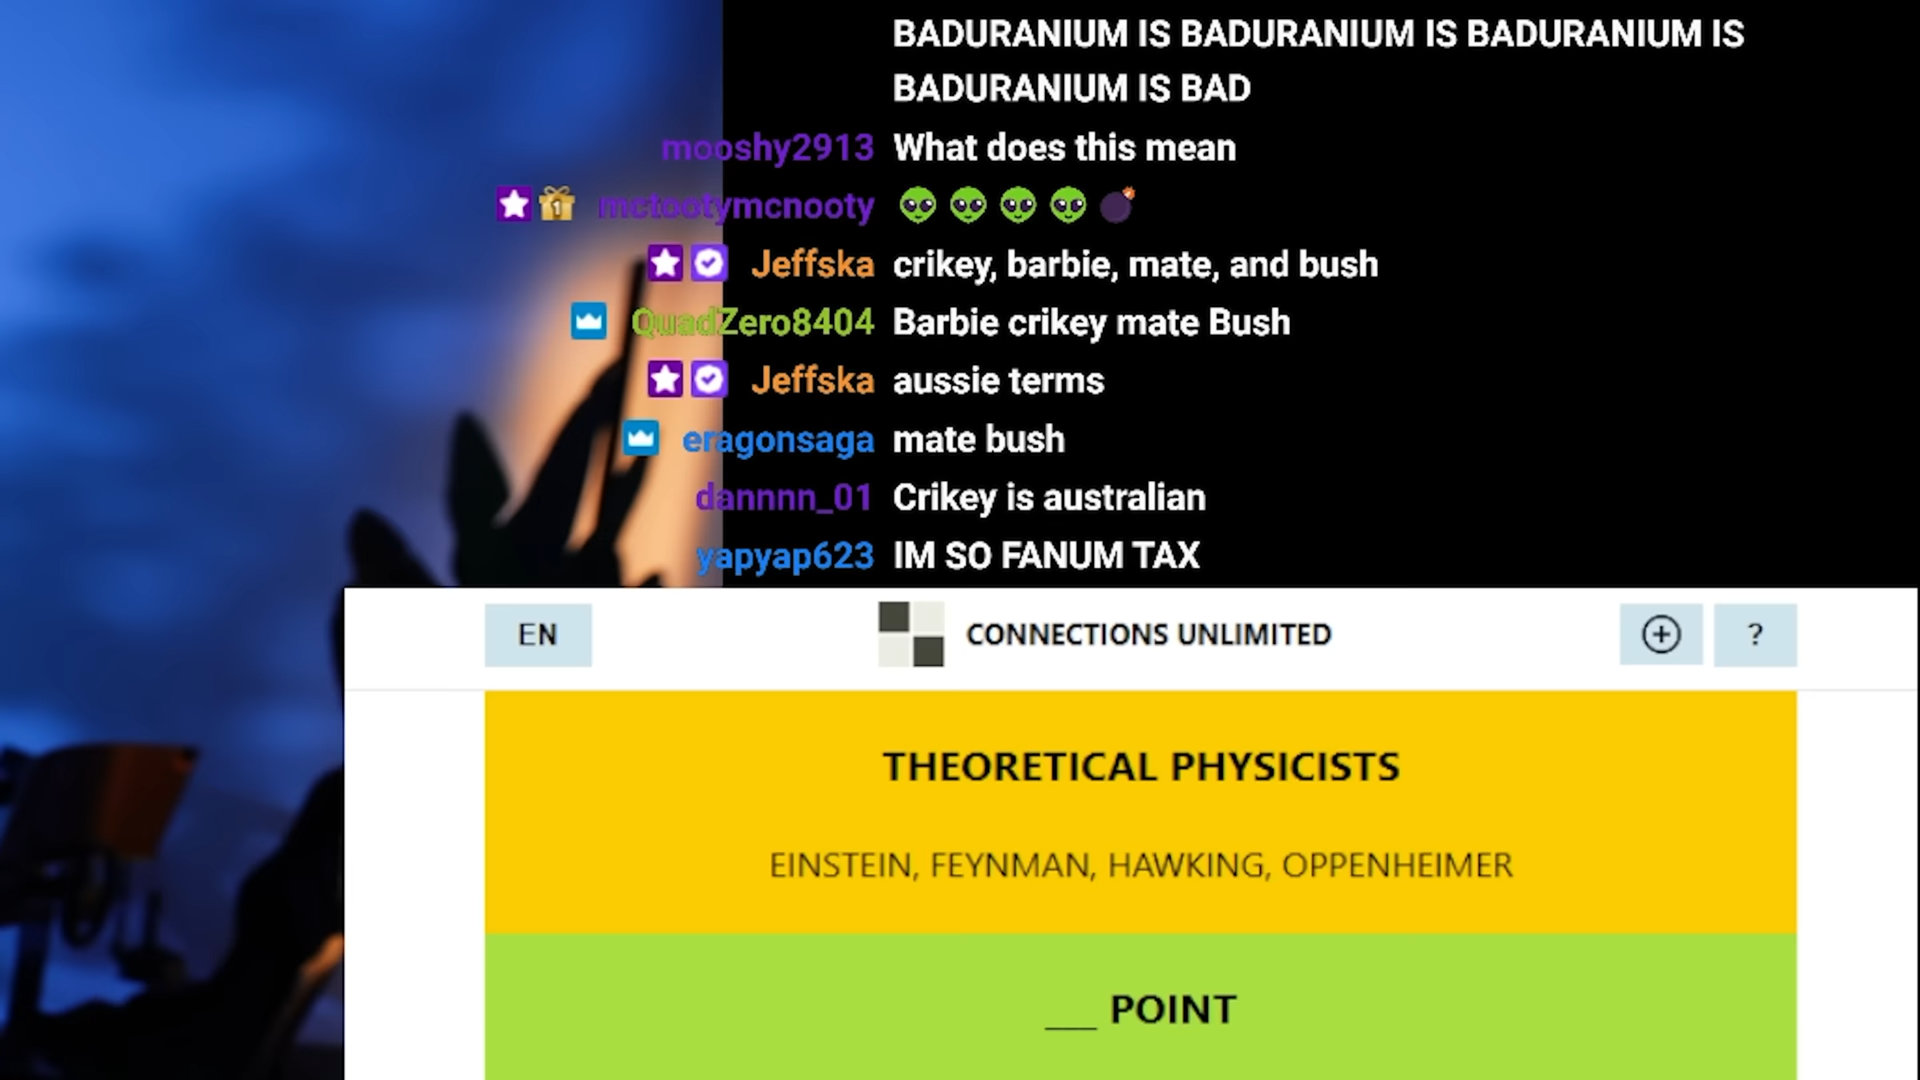 BADURANIUM IS BADURANIUM IS BADURANIUM IS
BADURANIUM IS BAD
mooshy2913 What does this mean
1 mctootymcnooty
Jeffska crikey, barbie, mate, and bush
QuadZero8404 Barbie crikey mate Bush
Jeffska aussie terms
eragonsaga mate bush
dannnn_01 Crikey is australian
yapyap623 IM SO FANUM TAX
EN CONNECTIONS UNLIMITED ?
THEORETICAL PHYSICISTS
EINSTEIN, FEYNMAN, HAWKING, OPPENHEIMER
___ POINT